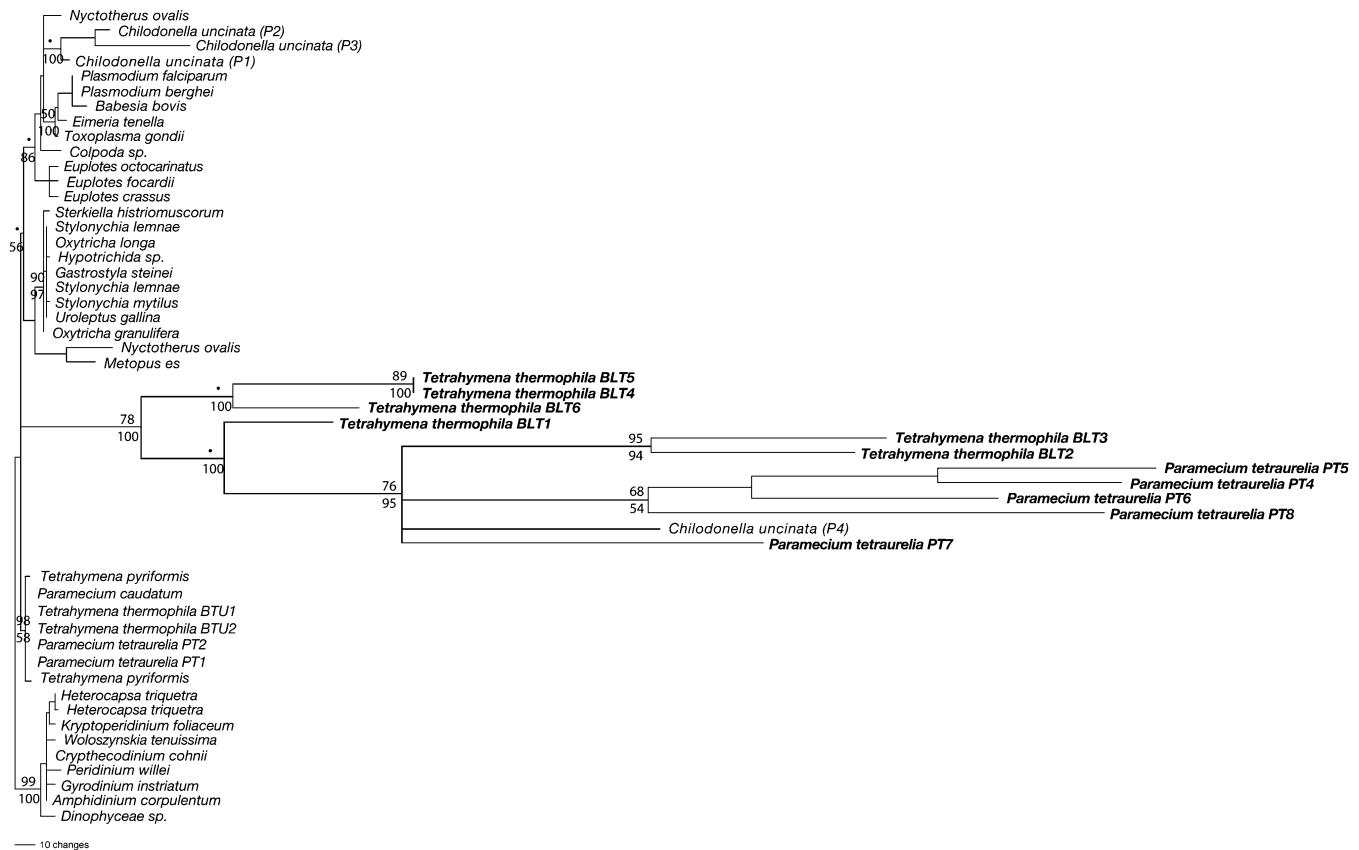 Nyctotherus ovalis
Chilodonella uncinata (P2)
•
Chilodonella uncinata (P3)
100
Chilodonella uncinata (P1)
Plasmodium falciparum
Plasmodium berghei
Babesia bovis
50
Eimeria tenella
100
Toxoplasma gondii
•
Colpoda sp.
86
Euplotes octocarinatus
Euplotes focardii
Euplotes crassus
Sterkiella histriomuscorum
•
Stylonychia lemnae
56
Oxytricha longa
Hypotrichida sp.
90
Gastrostyla steinei
97
Stylonychia lemnae
Stylonychia mytilus
Uroleptus gallina
Oxytricha granulifera
Nyctotherus ovalis
Metopus es
89
Tetrahymena thermophila BLT5
•
100
Tetrahymena thermophila BLT4
100
Tetrahymena thermophila BLT6
78
Tetrahymena thermophila BLT1
100
95
Tetrahymena thermophila BLT3
•
94
Tetrahymena thermophila BLT2
100
Paramecium tetraurelia PT5
76
Paramecium tetraurelia PT4
68
Paramecium tetraurelia PT6
95
54
Paramecium tetraurelia PT8
Chilodonella uncinata (P4)
Paramecium tetraurelia PT7
Tetrahymena pyriformis
Paramecium caudatum
Tetrahymena thermophila BTU1
98
Tetrahymena thermophila BTU2
58
Paramecium tetraurelia PT2
Paramecium tetraurelia PT1
Tetrahymena pyriformis
Heterocapsa triquetra
Heterocapsa triquetra
Kryptoperidinium foliaceum
Woloszynskia tenuissima
Crypthecodinium cohnii
Peridinium willei
99
Gyrodinium instriatum
100
Amphidinium corpulentum
Dinophyceae sp.
10 changes